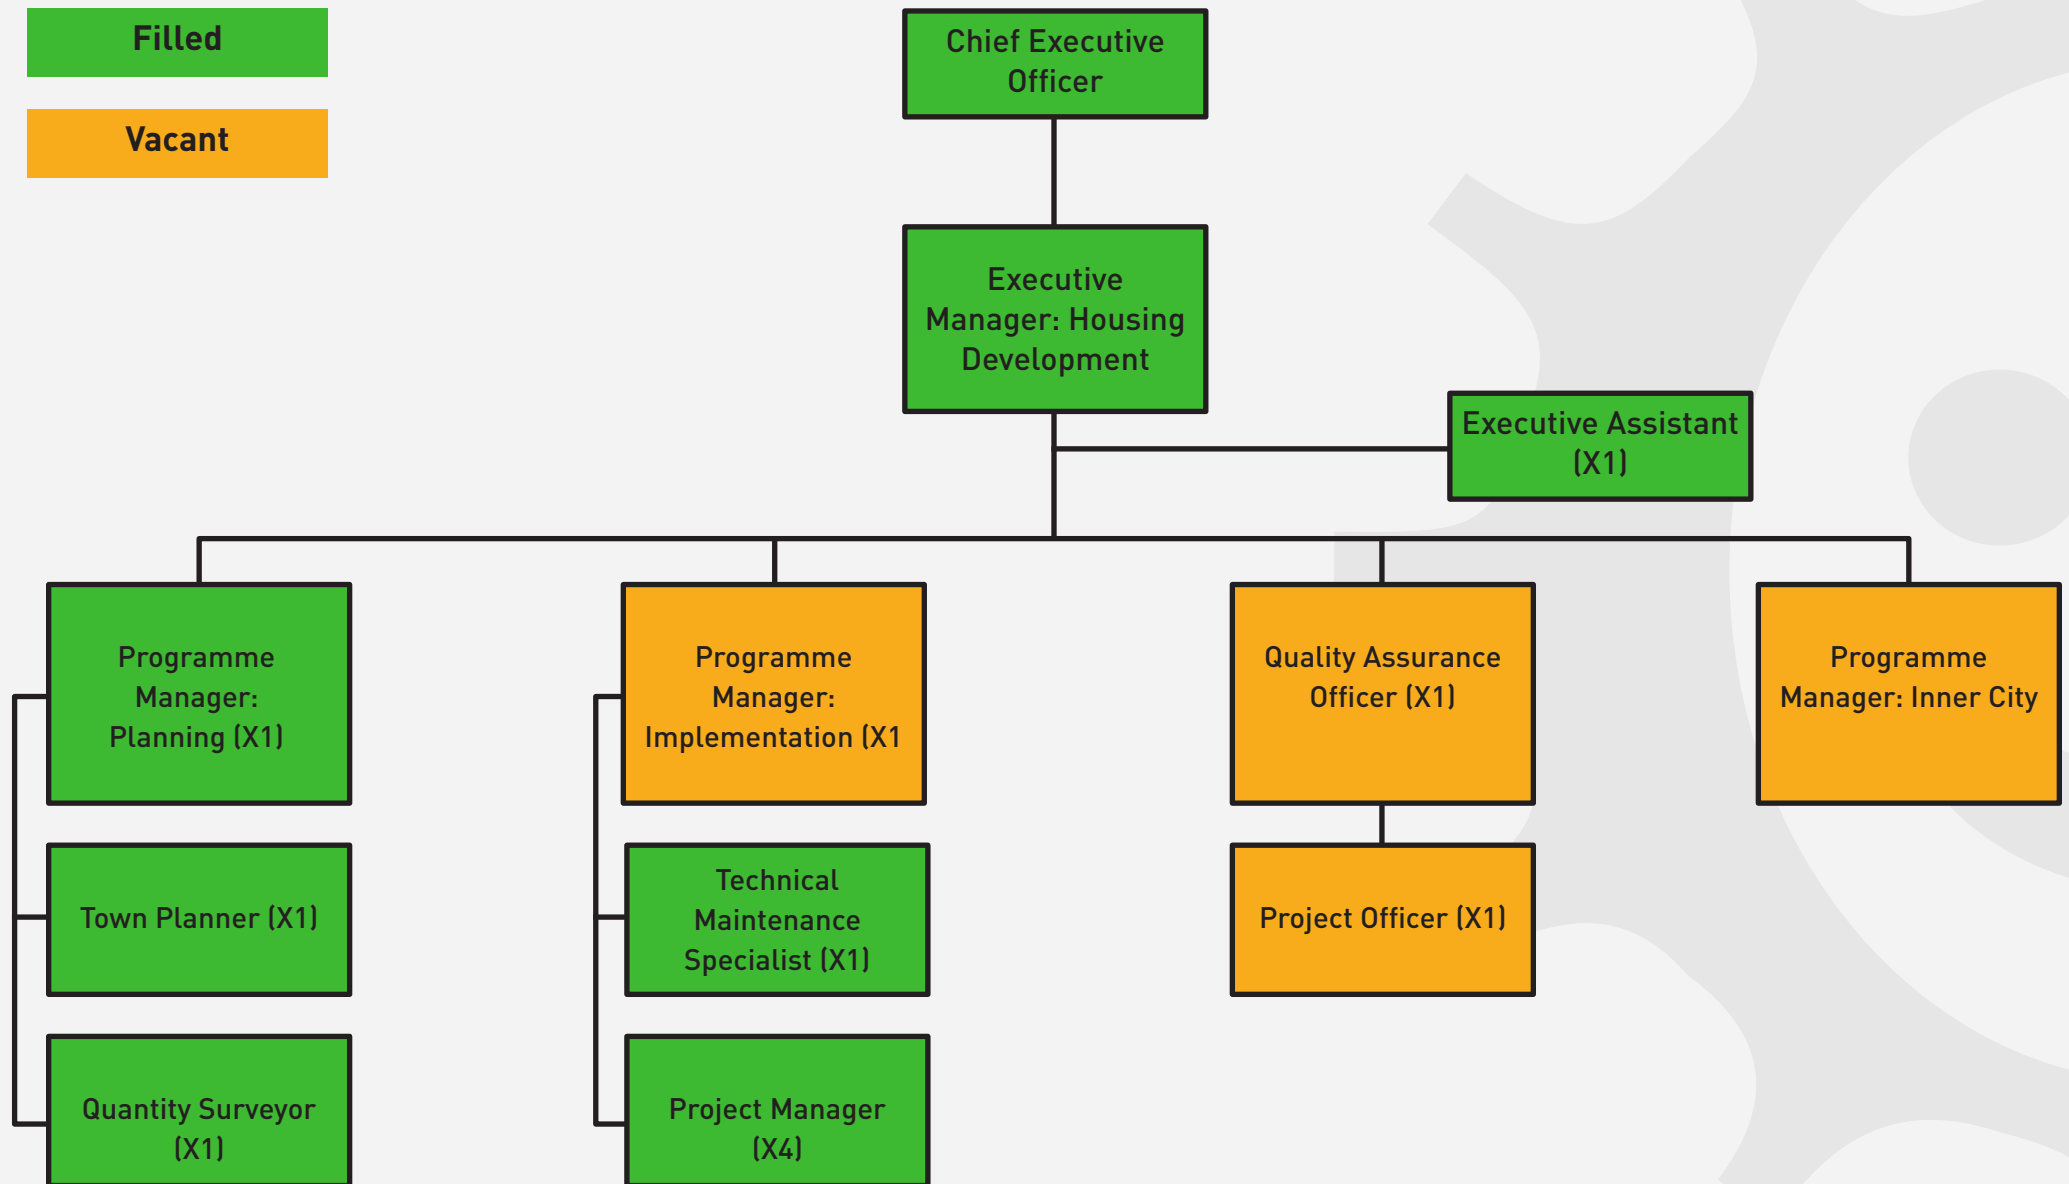 Filled
Vacant
Chief Executive
Officer
Executive
Manager: Housing
Development
Executive Assistant
(X1)
Programme
Manager:
Planning (X1)
Programme
Manager:
Implementation (X1
Quality Assurance
Officer (X1)
Programme
Manager: Inner City
Town Planner (X1)
Technical
Maintenance
Specialist (X1)
Project Officer (X1)
Quantity Surveyor
(X1)
Project Manager
(X4)